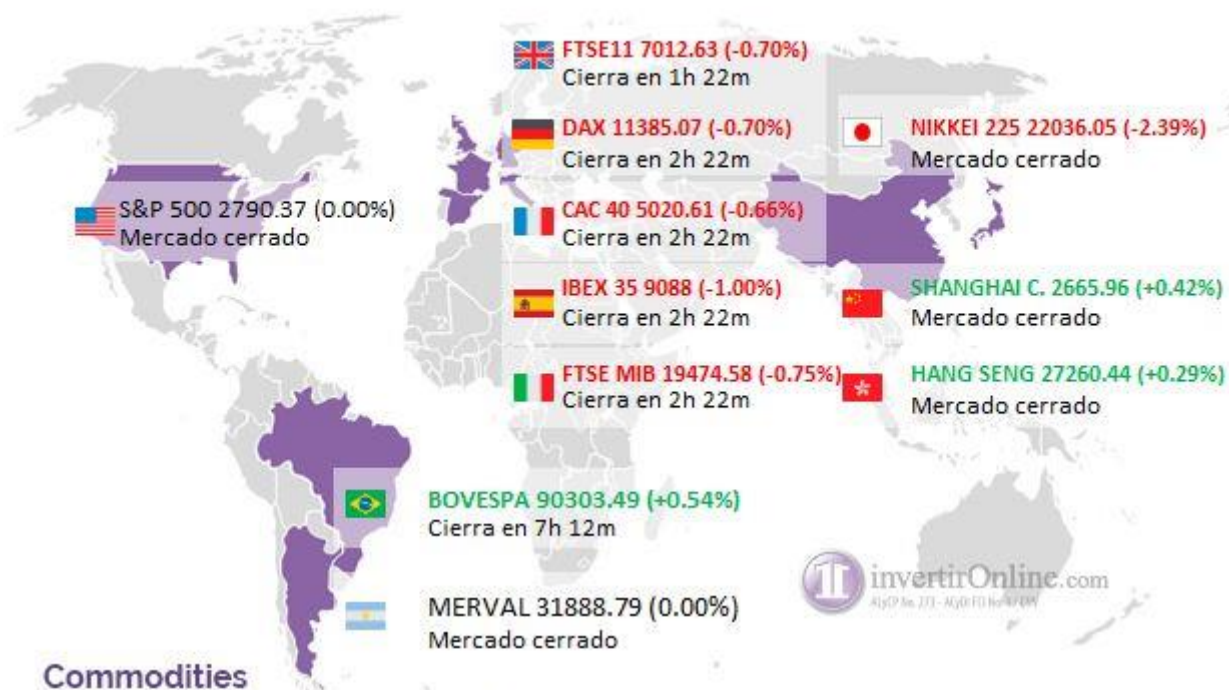 FTSE11 7012.63 (-0.70%)
Cierra en 1h 22m
DAX 11385.07 (-0.70%)
Cierra en 2h 22m
NIKKEI 225 22036.05 (-2.39%)
Mercado cerrado
S&P 500 2790.37 (0.00%)
Mercado cerrado
CAC 40 5020.61 (-0.66%)
Cierra en 2h 22m
IBEX 35 9088 (-1.00%)
Cierra en 2h 22m
SHANGHAI C. 2665.96 (+0.42%)
Mercado cerrado
FTSE MIB 19474.58 (-0.75%)
Cierra en 2h 22m
HANG SENG 27260.44 (+0.29%)
Mercado cerrado
BOVESPA 90303.49 (+0.54%)
Cierra en 7h 12m
invertirOnline.com
MERVAL 31888.79 (0.00%)
Mercado cerrado
Commodities